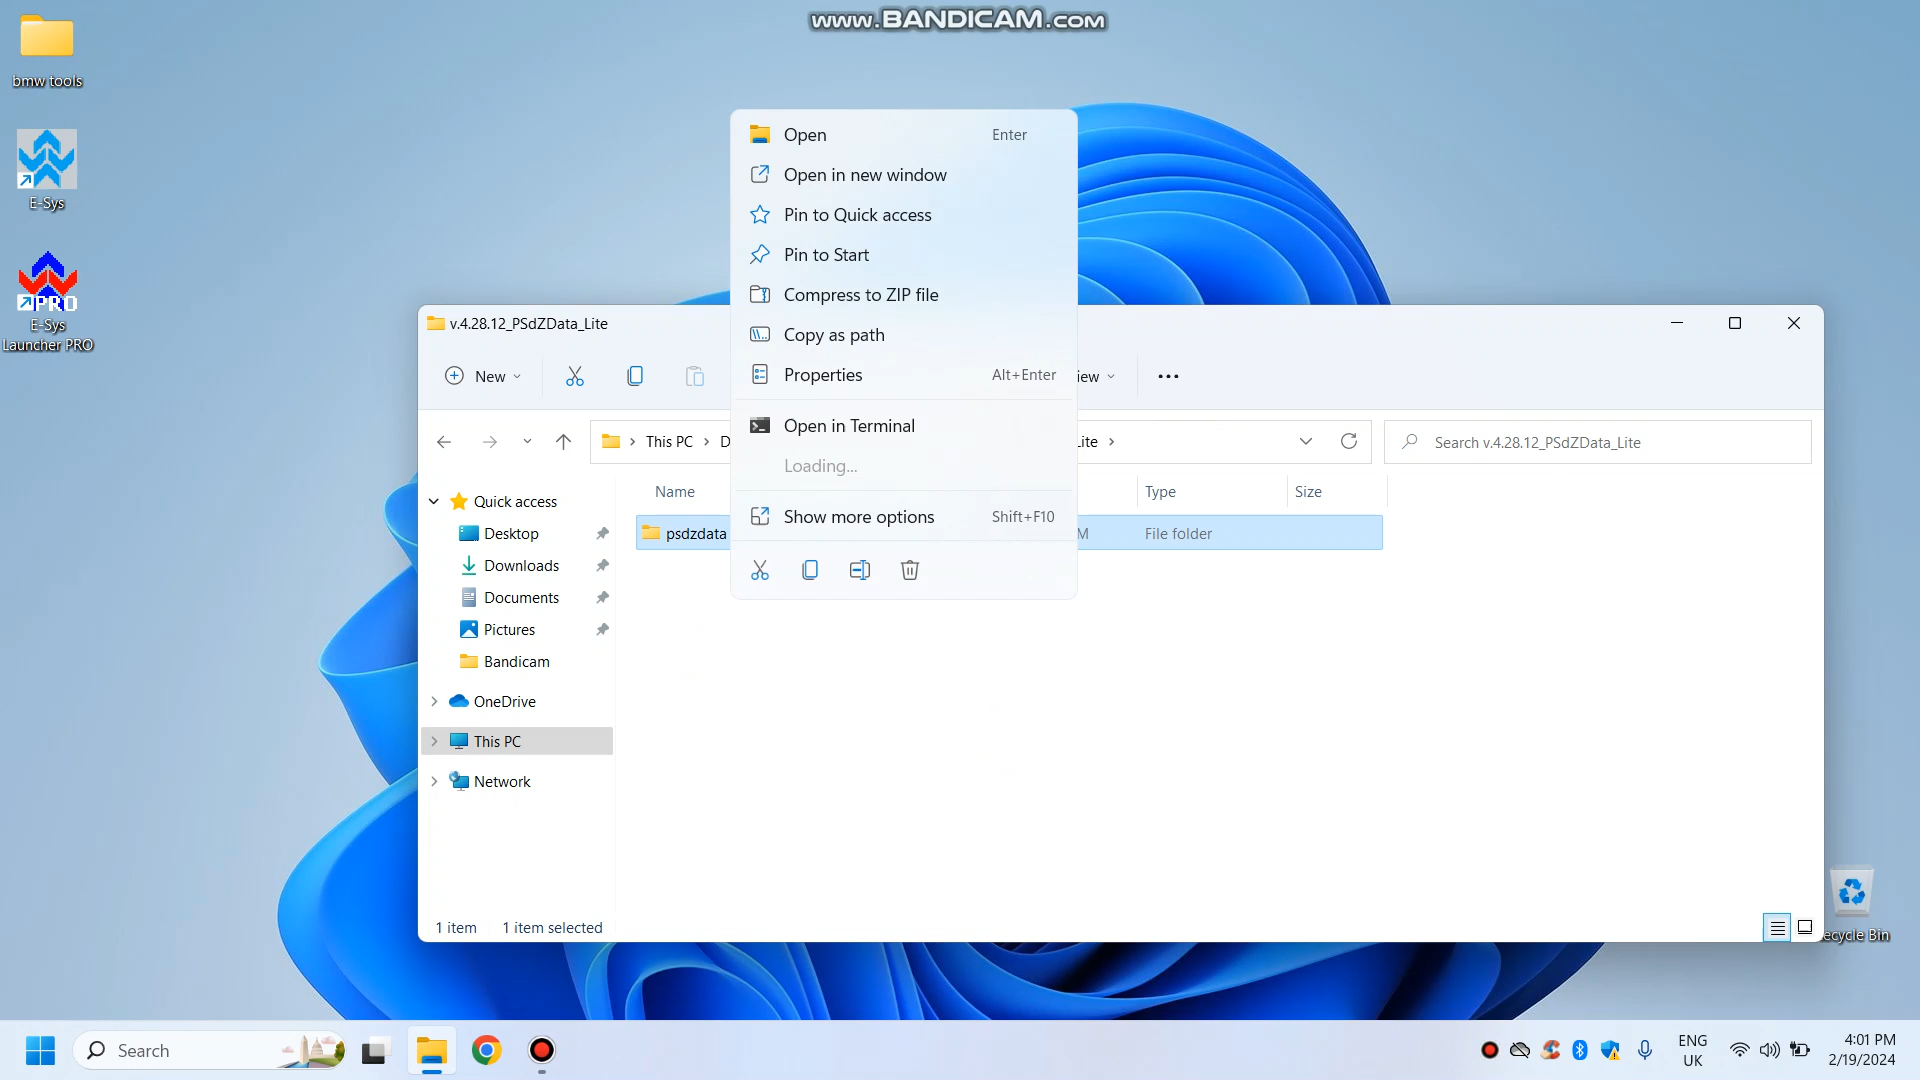 www.BANDICAM.com
bmw tools
E-Sys
PRO
E-Sys
Launcher PRO
Open Enter
Open in new window
Pin to Quick access
Pin to Start
Compress to ZIP file
Copy as path
Properties Alt+Enter
Open in Terminal
Loading...
Show more options Shift+F10
v.4.28.12_PSdZData_Lite
New
iew
This PC
D
Lite
Search v.4.28.12_PSdZData_Lite
Name Type Size
psdzdata M File folder
Quick access
Desktop
Downloads
Documents
Pictures
Bandicam
OneDrive
This PC
Network
1 item 1 item selected
ecycle Bin
Search
ENG
UK
4:01 PM
2/19/2024